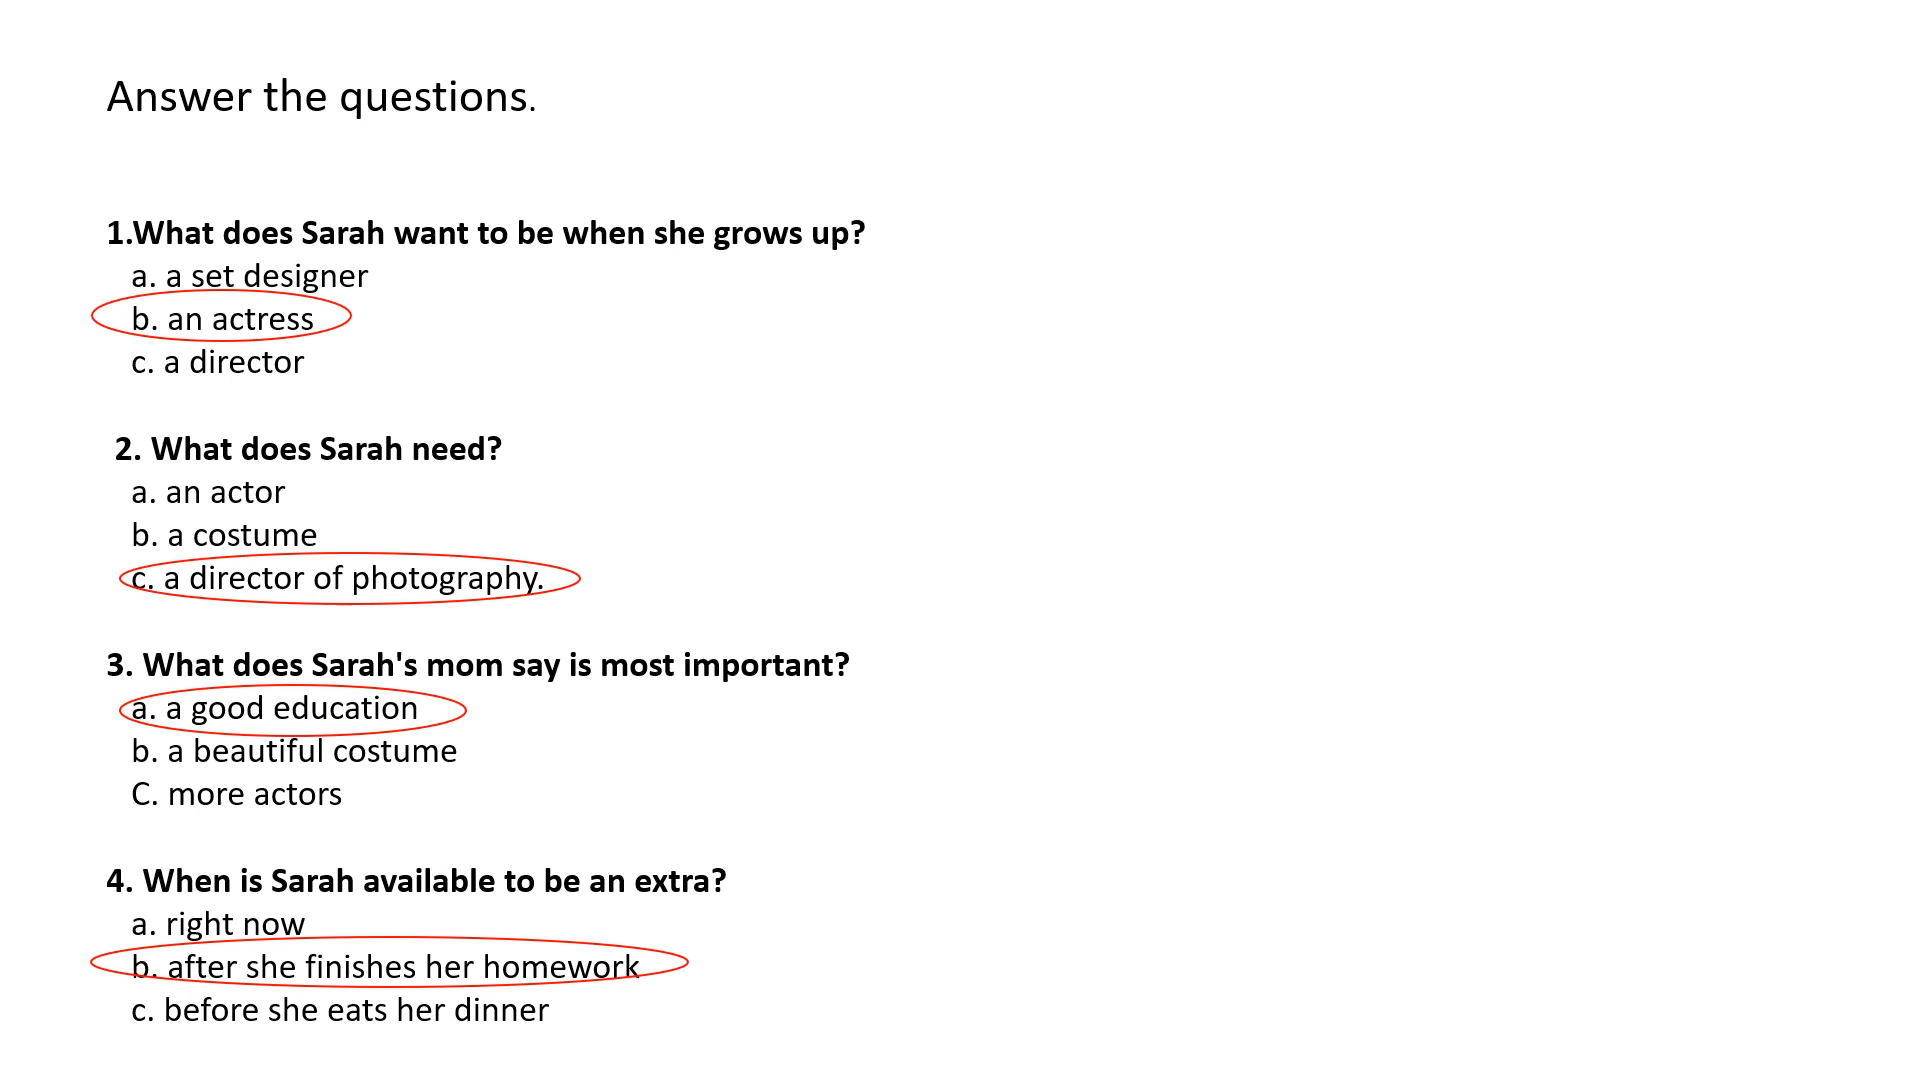 Answer the questions.
1.What does Sarah want to be when she grows up?
a. a set designer
b. an actress
c. a director
2. What does Sarah need?
a. an actor
b. a costume
c. a director of photography.
3. What does Sarah's mom say is most important?
a. a good education
b. a beautiful costume
C. more actors
4. When is Sarah available to be an extra?
a. right now
b. after she finishes her homework
c. before she eats her dinner